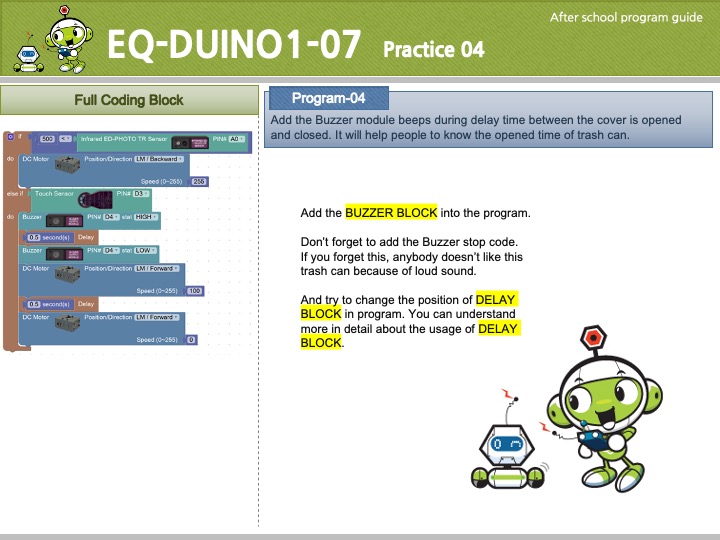 After school program guide
EQ-DUINO1-07 Practice 04
Full Coding Block
Program-04
Add the Buzzer module beeps during delay time between the cover is opened
and closed. It will help people to know the opened time of trash can.
if 500 < Infrared ED-PHOTO TR Sensor PIN# A0
do DC Motor Position/Direction LM / Backward
Speed (0~255) 255
else if Touch Sensor PIN# D3
do Buzzer PIN# D4 stat HIGH
0.5 second(s) Delay
Buzzer PIN# D4 stat LOW
DC Motor Position/Direction LM / Forward
Speed (0~255) 100
0.5 second(s) Delay
DC Motor Position/Direction LM / Forward
Speed (0~255) 0
Add the BUZZER BLOCK into the program.
Don't forget to add the Buzzer stop code.
If you forget this, anybody doesn't like this
trash can because of loud sound.
And try to change the position of DELAY
BLOCK in program. You can understand
more in detail about the usage of DELAY
BLOCK.